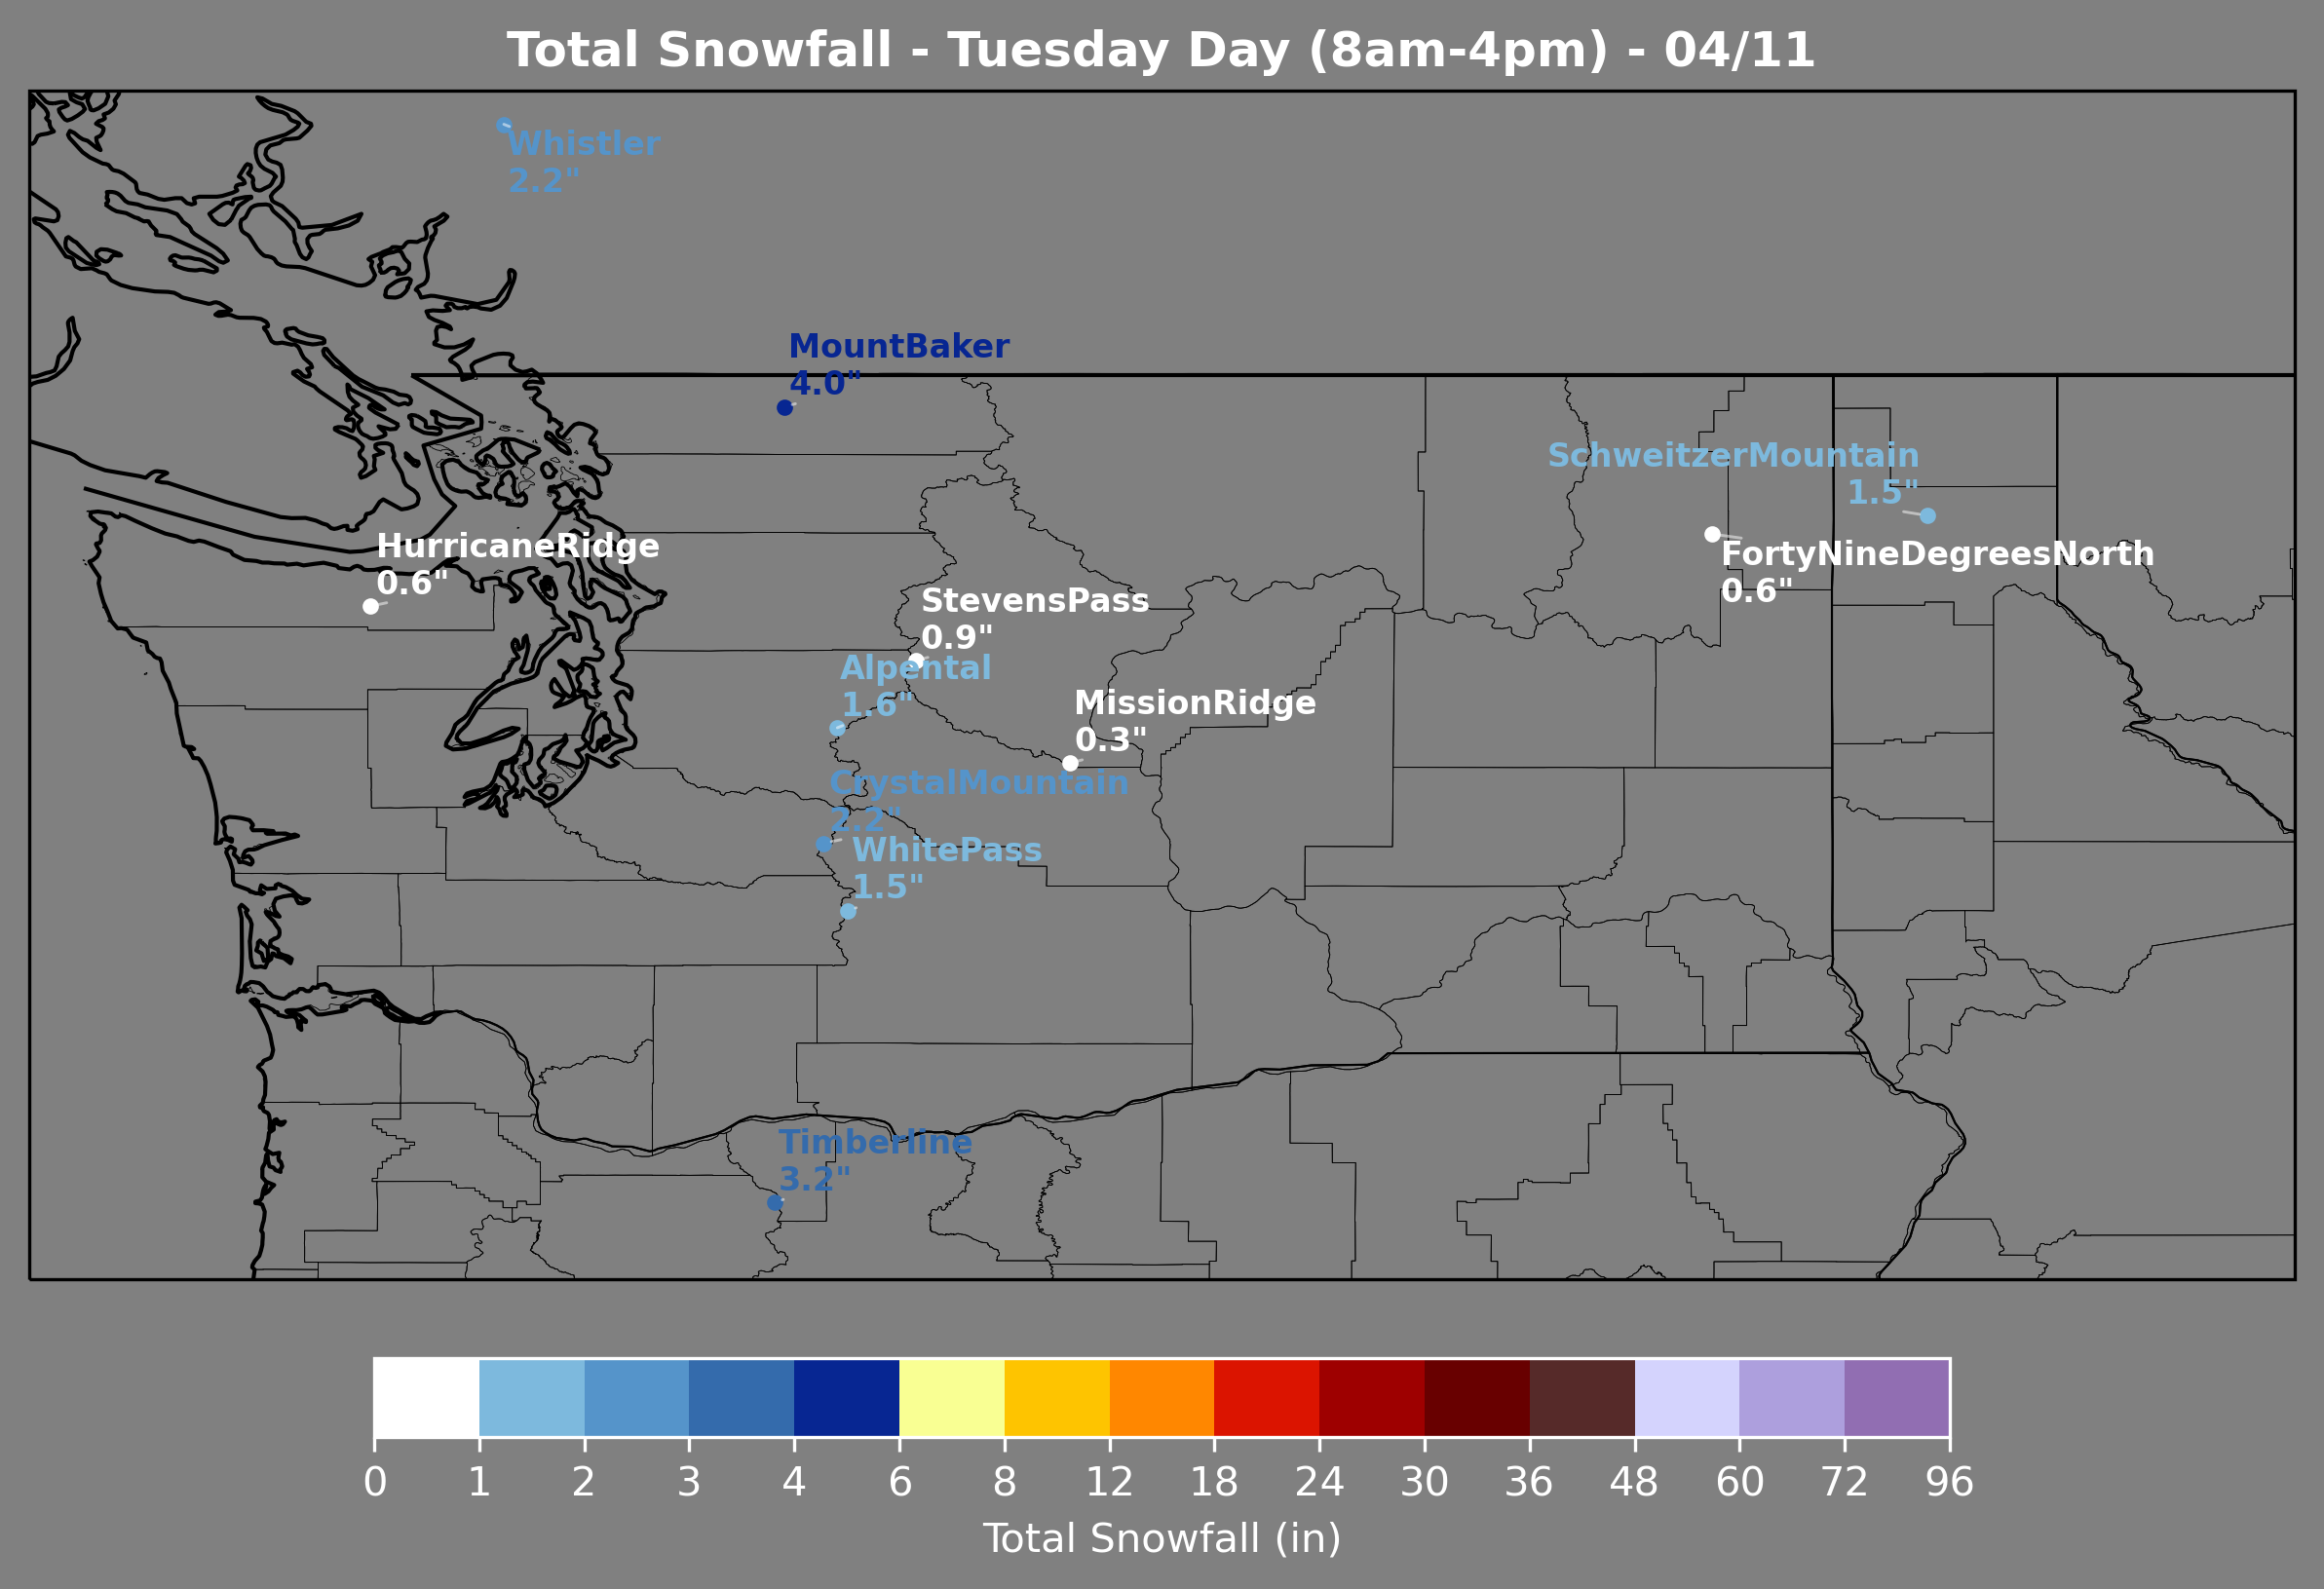 Total Snowfall - Tuesday Day (8am-4pm) - 04/11
Whistler
2.2"
MountBaker
4.0"
SchweitzerMountain
1.5"
HurricaneRidge
0.6"
FortyNineDegreesNorth
0.6"
StevensPass
0.9"
Alpental
1.6"
MissionRidge
0.3"
CrystalMountain
2.2"
WhitePass
1.5"
Timberline
3.2"
0 1 2 3 4 6 8 12 18 24 30 36 48 60 72 96
Total Snowfall (in)